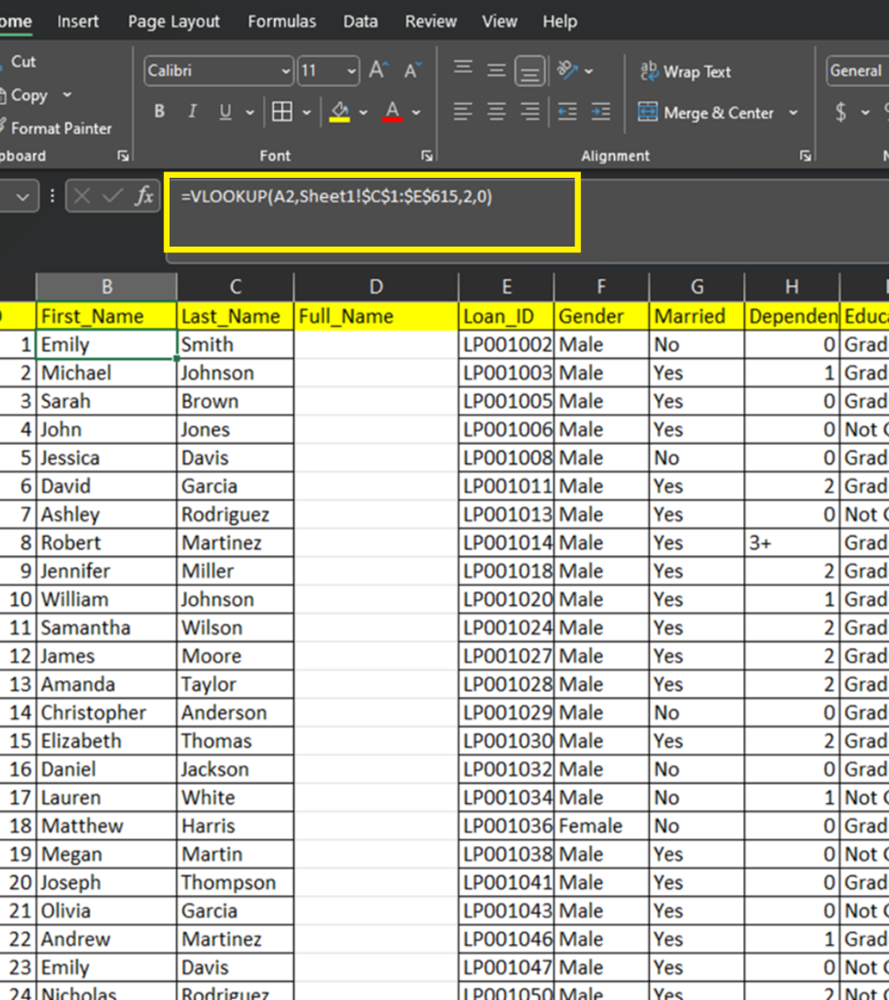 ome Insert Page Layout Formulas Data Review View Help
Cut
Copy
Format Painter
pboard
Calibri 11 A A
B I U A
Font
Wrap Text
Merge & Center
Alignment
General
$
fx =VLOOKUP(A2,Sheet1!$C$1:$E$615,2,0)
B C D E F G H
First_Name Last_Name Full_Name Loan_ID Gender Married Dependen Educa
1 Emily Smith LP001002 Male No 0 Grad
2 Michael Johnson LP001003 Male Yes 1 Grad
3 Sarah Brown LP001005 Male Yes 0 Grad
4 John Jones LP001006 Male Yes 0 Not G
5 Jessica Davis LP001008 Male No 0 Grad
6 David Garcia LP001011 Male Yes 2 Grad
7 Ashley Rodriguez LP001013 Male Yes 0 Not G
8 Robert Martinez LP001014 Male Yes 3+ Grad
9 Jennifer Miller LP001018 Male Yes 2 Grad
10 William Johnson LP001020 Male Yes 1 Grad
11 Samantha Wilson LP001024 Male Yes 2 Grad
12 James Moore LP001027 Male Yes 2 Grad
13 Amanda Taylor LP001028 Male Yes 2 Grad
14 Christopher Anderson LP001029 Male No 0 Grad
15 Elizabeth Thomas LP001030 Male Yes 2 Grad
16 Daniel Jackson LP001032 Male No 0 Grad
17 Lauren White LP001034 Male No 1 Not G
18 Matthew Harris LP001036 Female No 0 Grad
19 Megan Martin LP001038 Male Yes 0 Not G
20 Joseph Thompson LP001041 Male Yes 0 Grad
21 Olivia Garcia LP001043 Male Yes 0 Not G
22 Andrew Martinez LP001046 Male Yes 1 Grad
23 Emily Davis LP001047 Male Yes 0 Not G
24 Nicholas Rodriguez LP001050 Male Yes 2 Not G